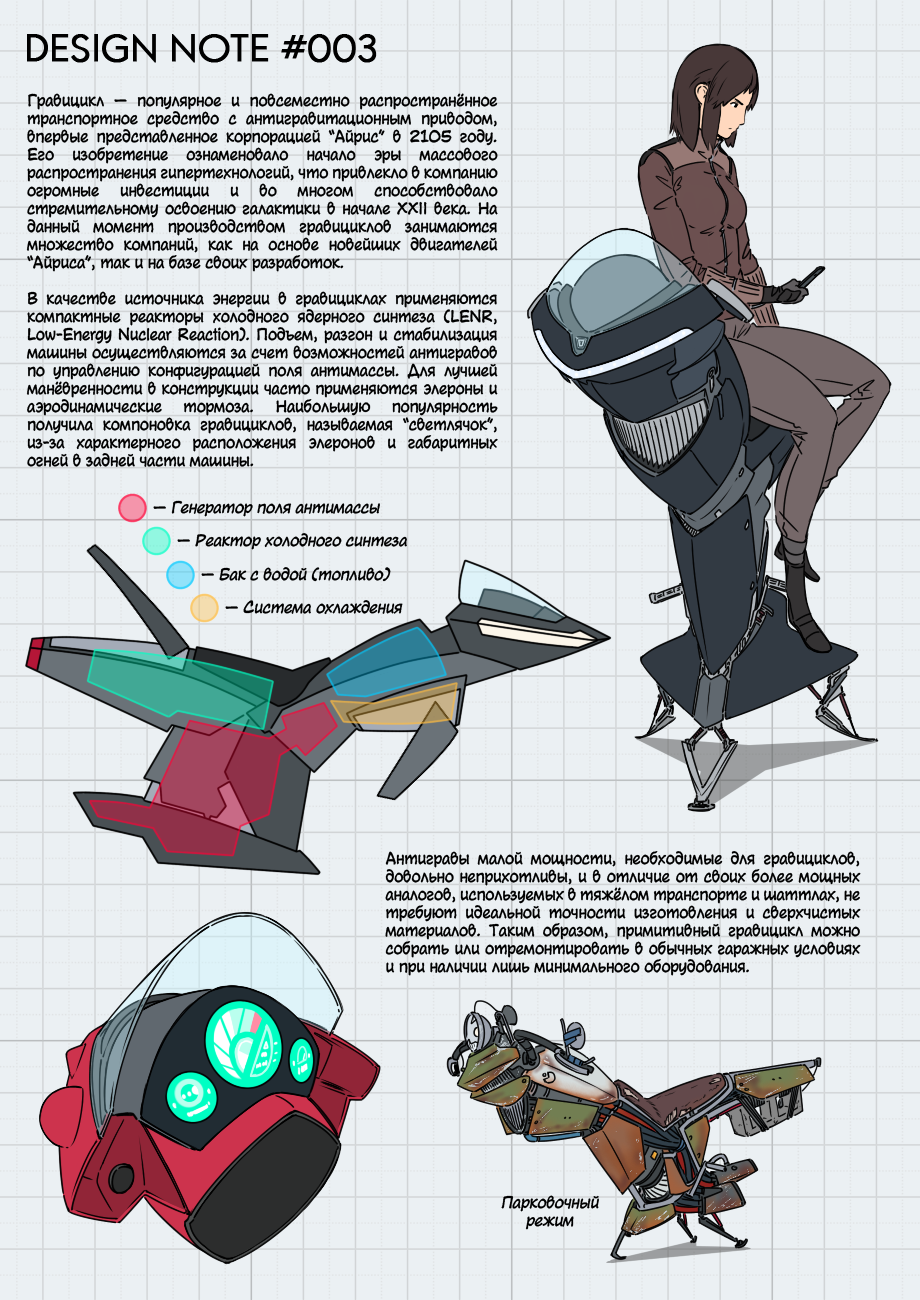 DESIGN NOTE #003
Гравицикл — популярное и повсеместно распространённое
транспортное средство с антигравитационным приводом,
впервые представленное корпорацией "Айрис" в 2105 году.
Его изобретение ознаменовало начало эры массового
распространения гипертехнологий, что привлекло в компанию
огромные инвестиции и во многом способствовало
стремительному освоению галактики в начале XXII века. На
данный момент производством гравициклов занимаются
множество компаний, как на основе новейших двигателей
"Айриса", так и на базе своих разработок.
В качестве источника энергии в гравициклах применяются
компактные реакторы холодного ядерного синтеза (LENR,
Low-Energy Nuclear Reaction). Подъем, разгон и стабилизация
машины осуществляются за счет возможностей антигравов
по управлению конфигурацией поля антимассы. Для лучшей
манёвренности в конструкции часто применяются элероны и
аэродинамические тормоза. Наибольшую популярность
получила компоновка гравициклов, называемая "светлячок",
из-за характерного расположения элеронов и габаритных
огней в задней части машины.
— Генератор поля антимассы
— Реактор холодного синтеза
— Бак с водой (топливо)
— Система охлаждения
Антигравы малой мощности, необходимые для гравициклов,
довольно неприхотливы, и в отличие от своих более мощных
аналогов, используемых в тяжёлом транспорте и шаттлах, не
требуют идеальной точности изготовления и сверхчистых
материалов. Таким образом, примитивный гравицикл можно
собрать или отремонтировать в обычных гаражных условиях
и при наличии лишь минимального оборудования.
Парковочный
режим